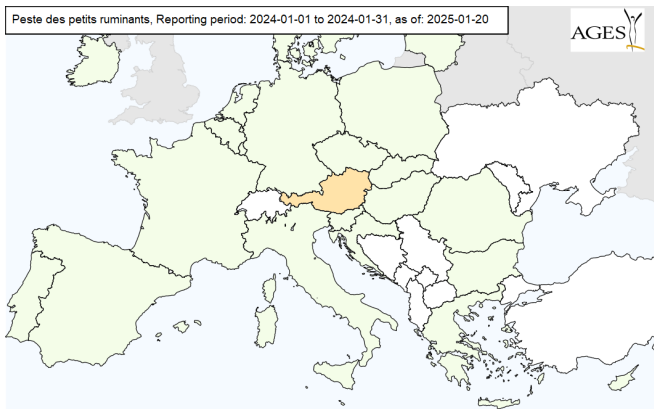 Peste des petits ruminants, Reporting period: 2024-01-01 to 2024-01-31, as of: 2025-01-20
AGES